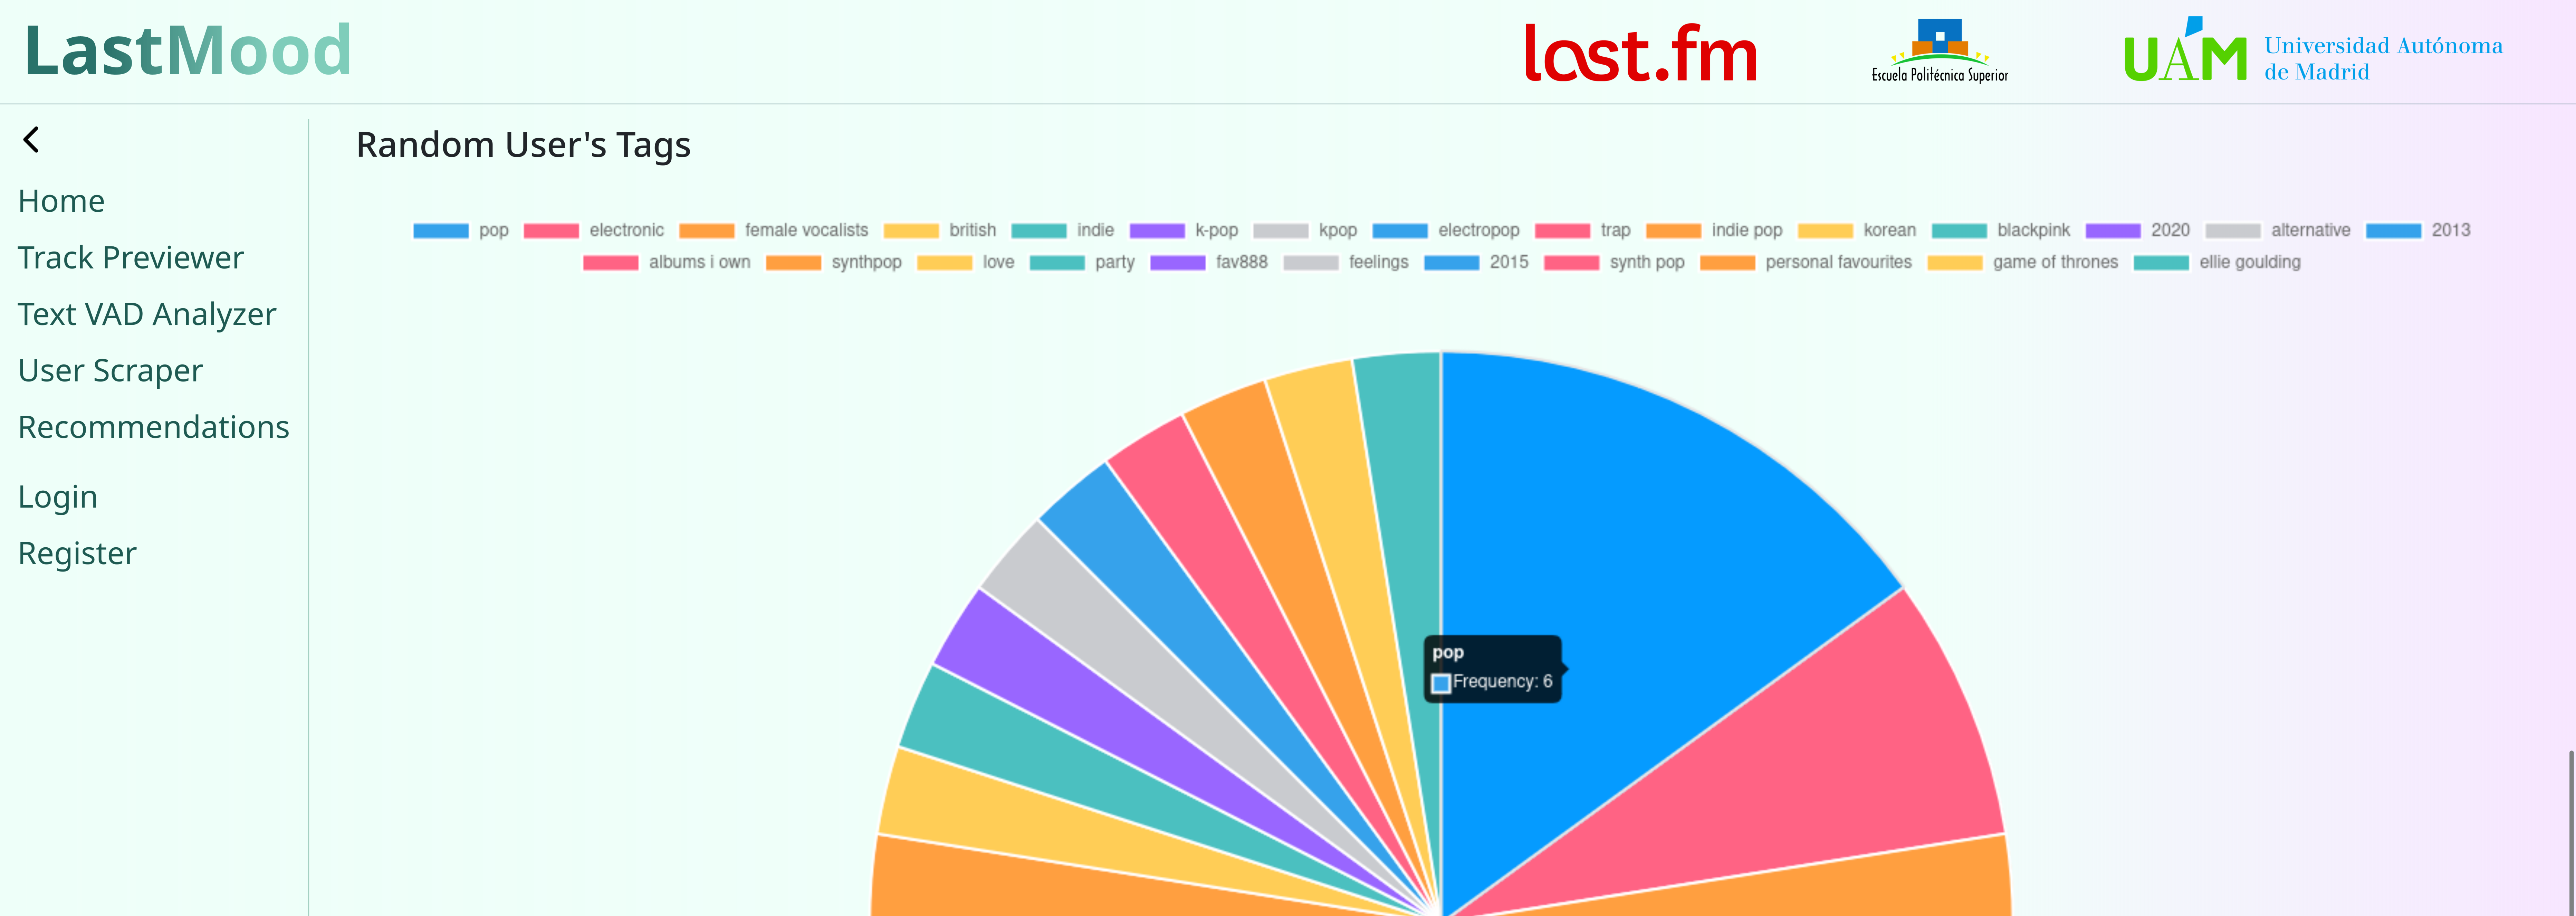 LastMood
last.fm
Escuela Politécnica Superior
UAM Universidad Autónoma
de Madrid
Home
Track Previewer
Text VAD Analyzer
User Scraper
Recommendations
Login
Register
Random User's Tags
pop electronic female vocalists british indie k-pop kpop electropop trap indie pop korean blackpink 2020 alternative 2013
albums i own synthpop love party fav888 feelings 2015 synth pop personal favourites game of thrones ellie goulding
pop
Frequency: 6